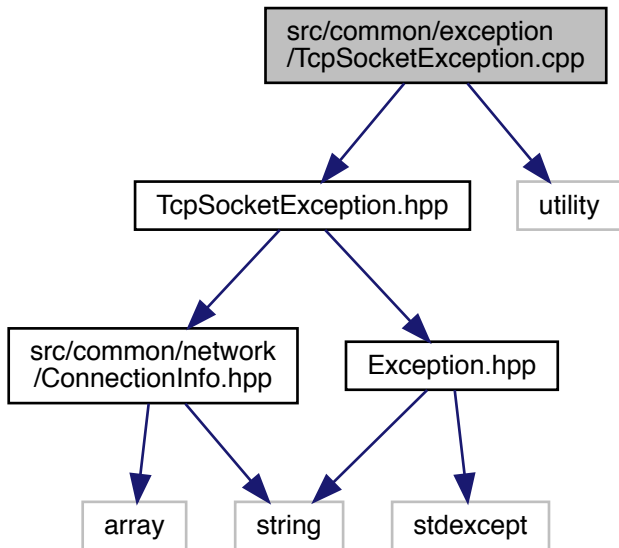 src/common/exception
/TcpSocketException.cpp
TcpSocketException.hpp
utility
src/common/network
/ConnectionInfo.hpp
Exception.hpp
array
string
stdexcept